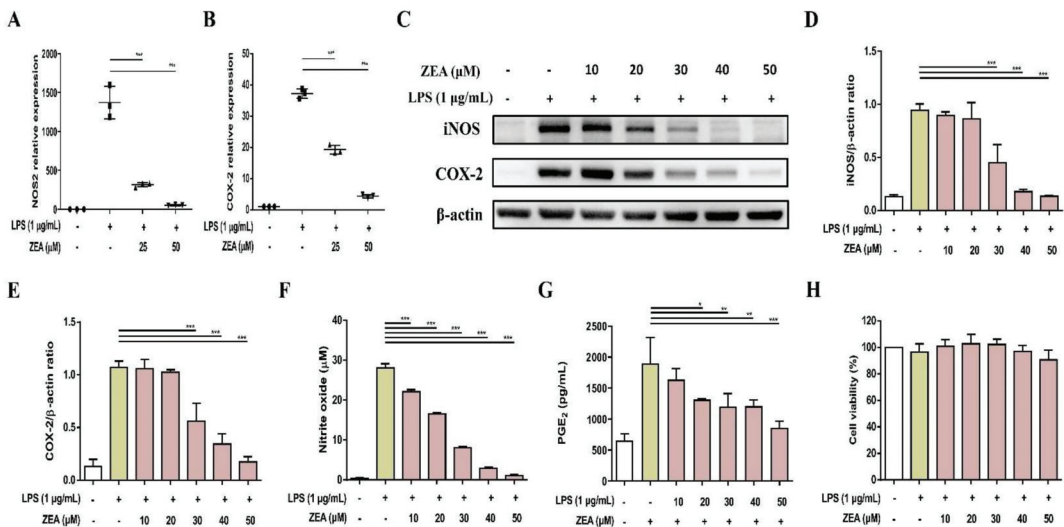 A
NOS2 relative expression
2000
1500
1000
500
0
***
***
LPS (1 µg/mL) - + + +
ZEA (µM) - - 25 50
B
COX-2 relative expression
50
40
30
20
10
0
***
***
LPS (1 µg/mL) - + + +
ZEA (µM) - - 25 50
C
ZEA (µM) - - 10 20 30 40 50
LPS (1 µg/mL) - + + + + + +
iNOS
COX-2
β-actin
D
iNOS/β-actin ratio
1.5
1.0
0.5
0.0
***
***
***
LPS (1 µg/mL) - + + + + + +
ZEA (µM) - - 10 20 30 40 50
E
COX-2/β-actin ratio
1.5
1.0
0.5
0.0
***
***
***
LPS (1 µg/mL) - + + + + + +
ZEA (µM) - - 10 20 30 40 50
F
Nitrite oxide (µM)
40
30
20
10
0
***
***
***
***
***
LPS (1 µg/mL) - + + + + + +
ZEA (µM) - - 10 20 30 40 50
G
PGE2 (pg/mL)
2500
2000
1500
1000
500
0
*
**
**
***
LPS (1 µg/mL) - - 10 20 30 40 50
ZEA (µM) - + + + + + +
H
Cell viability (%)
120
100
80
60
40
20
0
LPS (1 µg/mL) - + + + + + +
ZEA (µM) - - 10 20 30 40 50